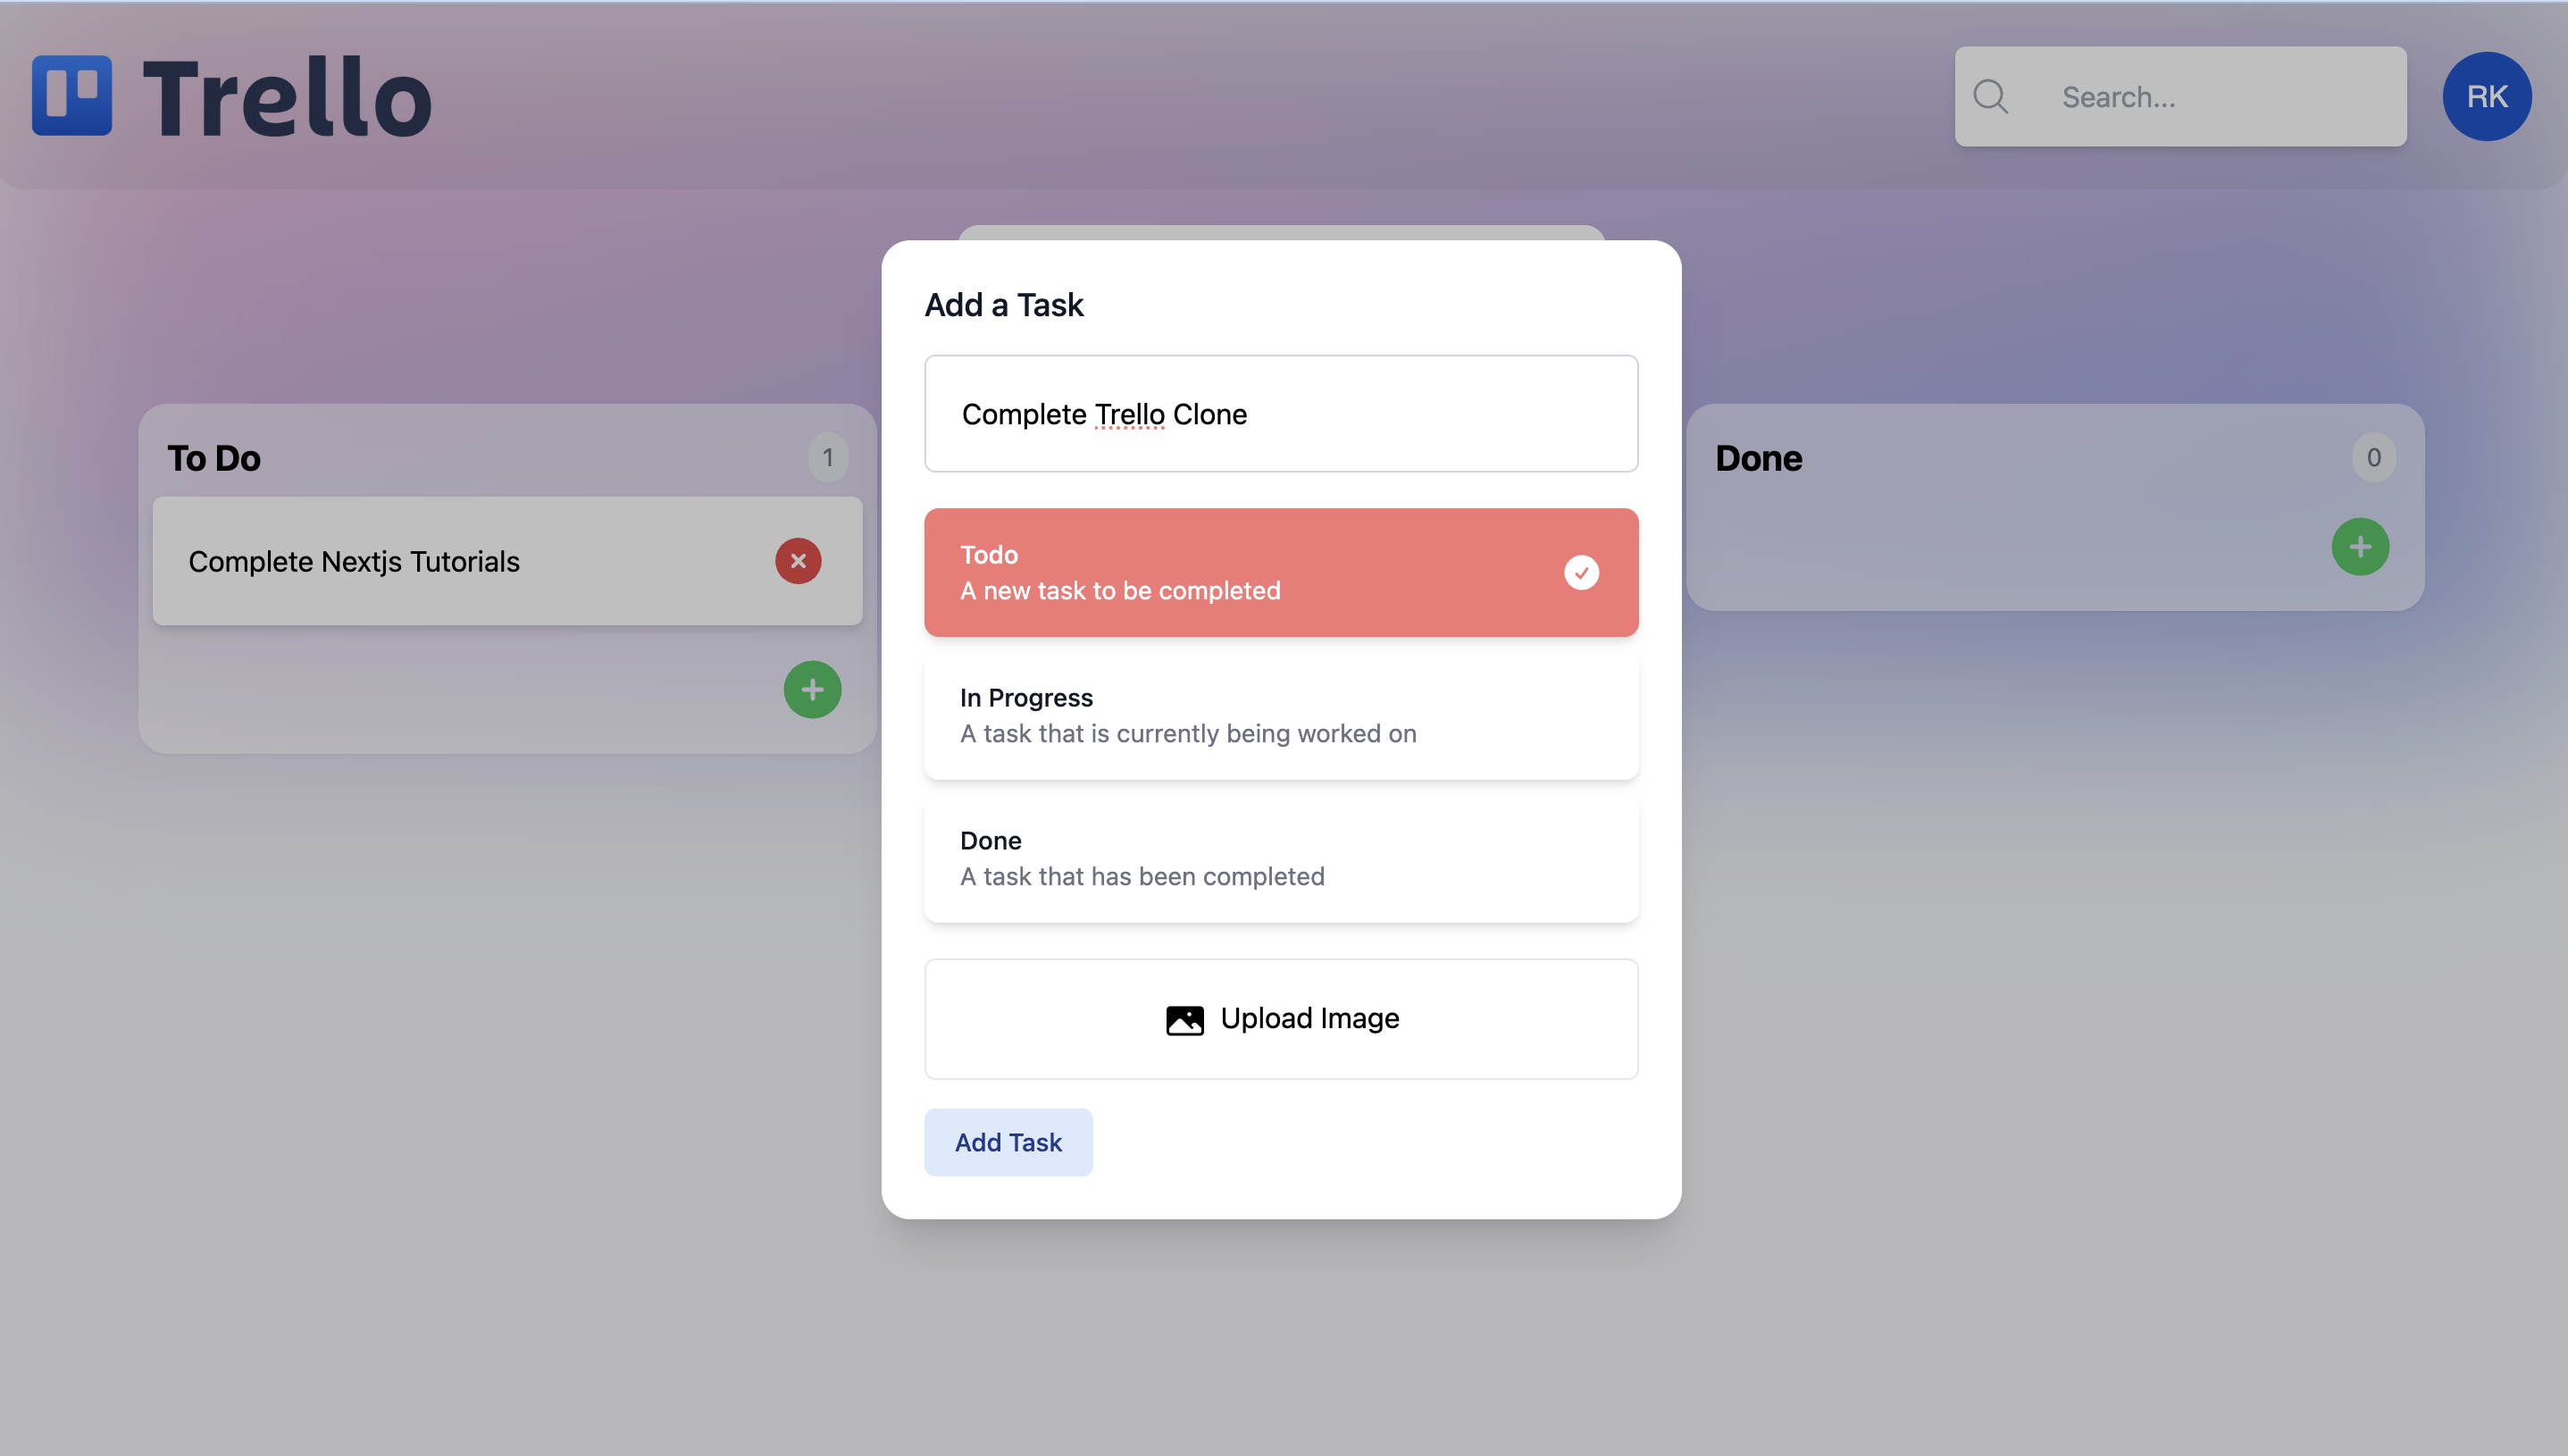 Trello
Search...
RK
Add a Task
Complete Trello Clone
To Do
1
Complete Nextjs Tutorials
Todo
A new task to be completed
In Progress
A task that is currently being worked on
Done
A task that has been completed
Upload Image
Add Task
Done
0